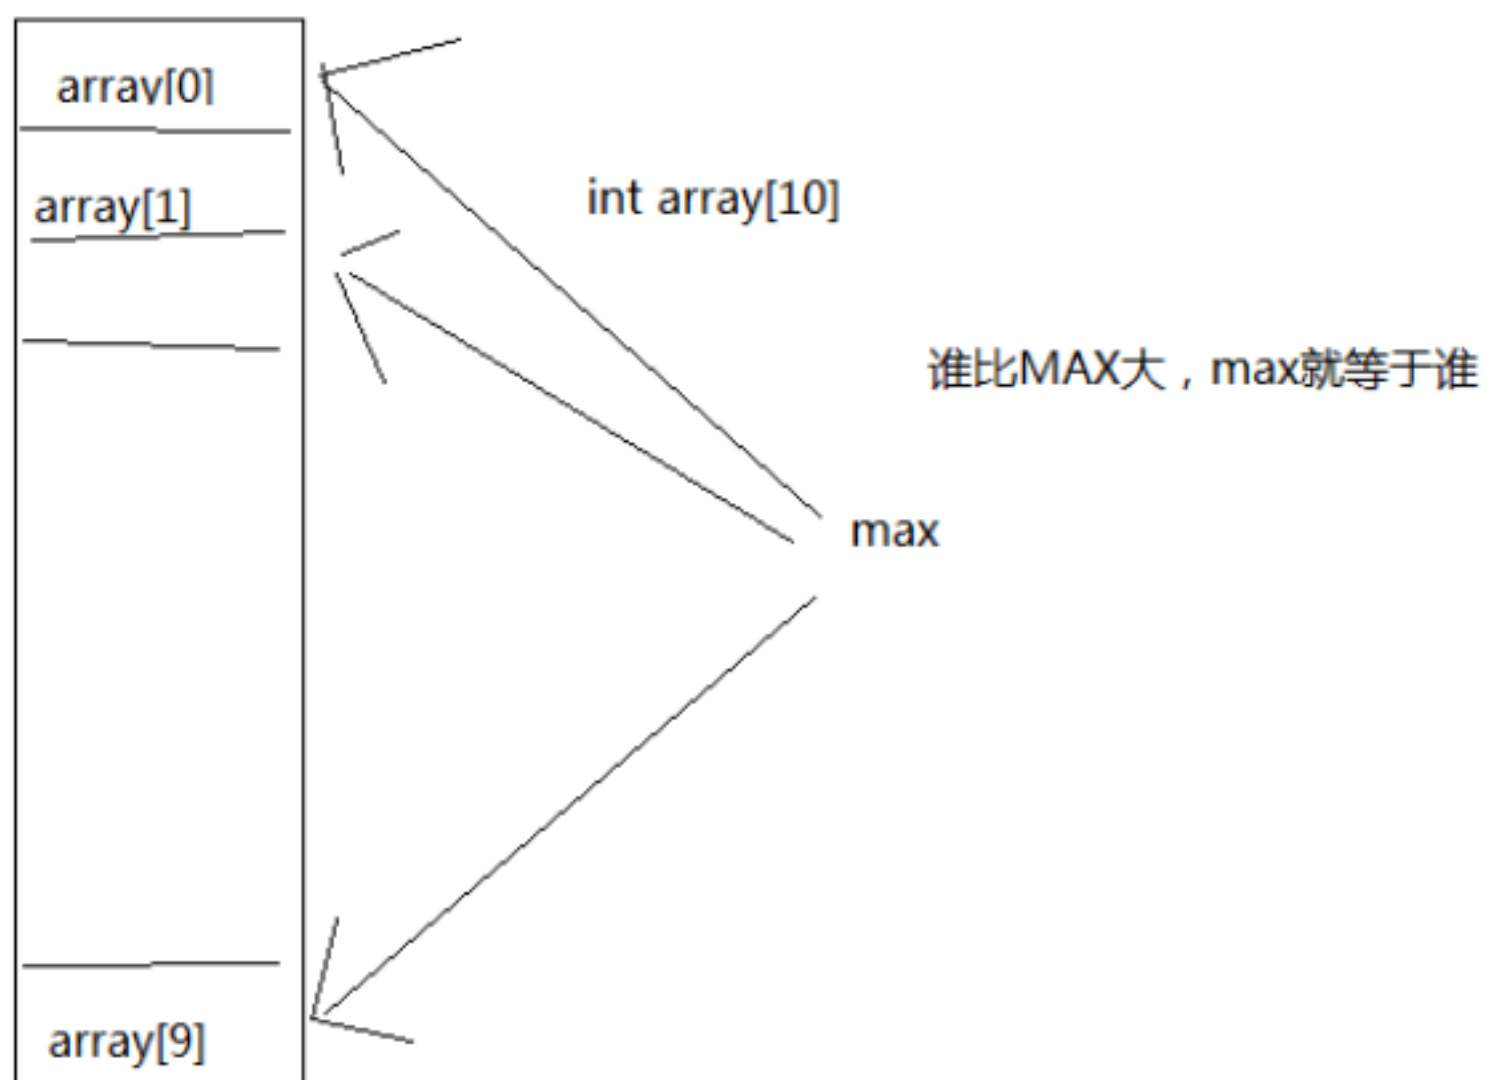 array[0]
array[1]
int array[10]
谁比MAX大，max就等于谁
max
array[9]